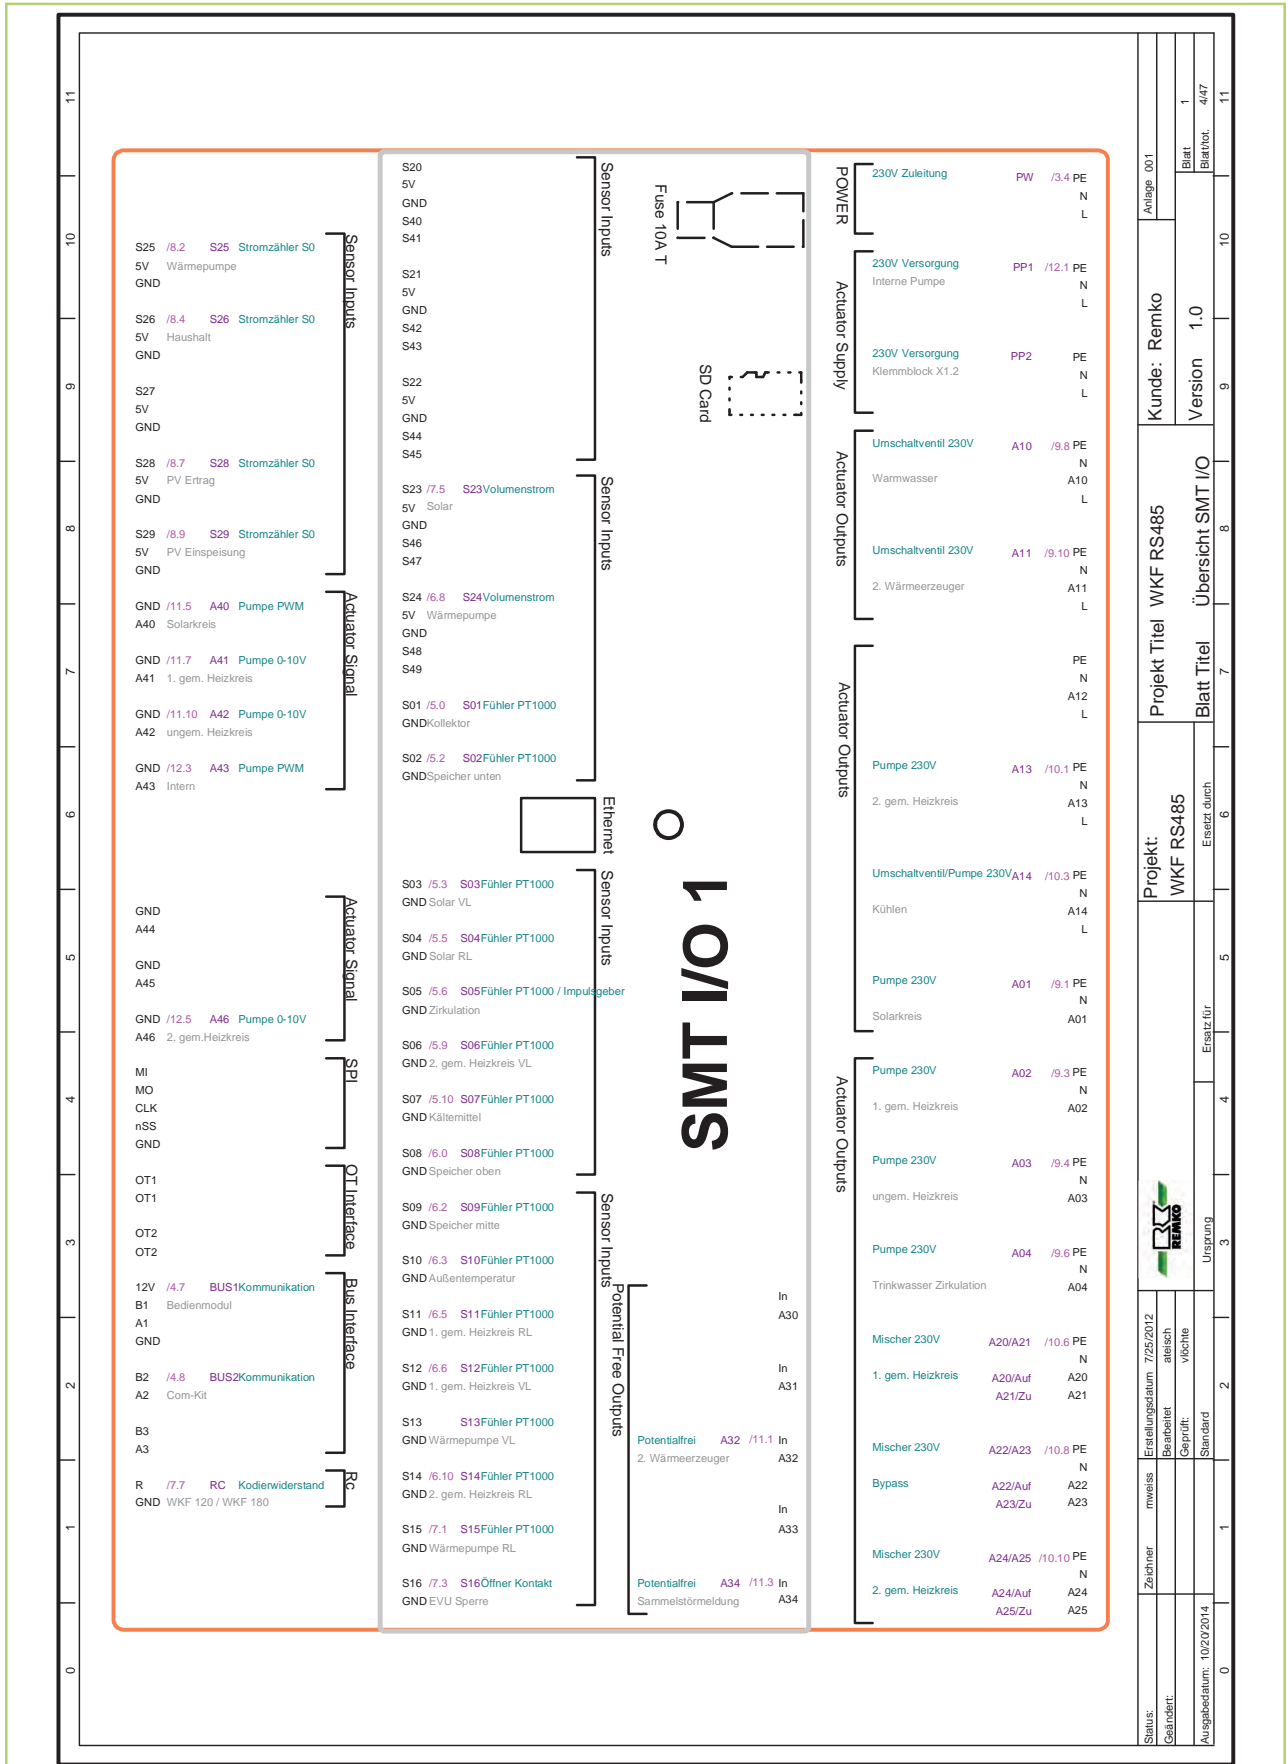 11
10
9
8
7
6
5
4
3
2
1
0
Sensor Inputs
S25 /8.2 S25 Stromzähler S0
5V Wärmepumpe
GND
S26 /8.4 S26 Stromzähler S0
5V Haushalt
GND
S27
5V
GND
S28 /8.7 S28 Stromzähler S0
5V PV Ertrag
GND
S29 /8.9 S29 Stromzähler S0
5V PV Einspeisung
GND
Actuator Signal
GND /11.5 A40 Pumpe PWM
A40 Solarkreis
GND /11.7 A41 Pumpe 0-10V
A41 1. gem. Heizkreis
GND /11.10 A42 Pumpe 0-10V
A42 ungem. Heizkreis
GND /12.3 A43 Pumpe PWM
A43 Intern
Actuator Signal
GND
A44
GND
A45
GND /12.5 A46 Pumpe 0-10V
A46 2. gem.Heizkreis
SPI
MI
MO
CLK
nSS
GND
OT Interface
OT1
OT1
OT2
OT2
Bus Interface
12V /4.7 BUS1Kommunikation
B1 Bedienmodul
A1
GND
B2 /4.8 BUS2Kommunikation
A2 Com-Kit
B3
A3
Rc
R /7.7 RC Kodierwiderstand
GND WKF 120 / WKF 180
Sensor Inputs
S20
5V
GND
S40
S41
S21
5V
GND
S42
S43
S22
5V
GND
S44
S45
Sensor Inputs
S23 /7.5 S23Volumenstrom
5V Solar
GND
S46
S47
S24 /6.8 S24Volumenstrom
5V Wärmepumpe
GND
S48
S49
S01 /5.0 S01Fühler PT1000
GND Kollektor
S02 /5.2 S02Fühler PT1000
GND Speicher unten
Ethernet
Sensor Inputs
S03 /5.3 S03Fühler PT1000
GND Solar VL
S04 /5.5 S04Fühler PT1000
GND Solar RL
S05 /5.6 S05Fühler PT1000 / Impulsgeber
GND Zirkulation
S06 /5.9 S06Fühler PT1000
GND 2. gem. Heizkreis VL
S07 /5.10 S07Fühler PT1000
GND Kältemittel
S08 /6.0 S08Fühler PT1000
GND Speicher oben
Sensor Inputs
S09 /6.2 S09Fühler PT1000
GND Speicher mitte
S10 /6.3 S10Fühler PT1000
GND Außentemperatur
S11 /6.5 S11Fühler PT1000
GND 1. gem. Heizkreis RL
S12 /6.6 S12Fühler PT1000
GND 1. gem. Heizkreis VL
S13 S13Fühler PT1000
GND Wärmepumpe VL
S14 /6.10 S14Fühler PT1000
GND 2. gem. Heizkreis RL
S15 /7.1 S15Fühler PT1000
GND Wärmepumpe RL
S16 /7.3 S16Öffner Kontakt
GND EVU Sperre
Fuse 10A T
SD Card
SMT I/O 1
Potential Free Outputs
In
A30
In
A31
Potentialfrei A32 /11.1 In
2. Wärmeerzeuger A32
In
A33
Potentialfrei A34 /11.3 In
Sammelstörmeldung A34
POWER
230V Zuleitung PW /3.4 PE
N
L
Actuator Supply
230V Versorgung PP1 /12.1 PE
Interne Pumpe N
L
230V Versorgung PP2 PE
Klemmblock X1.2 N
L
Actuator Outputs
Umschaltventil 230V A10 /9.8 PE
N
Warmwasser A10
L
Umschaltventil 230V A11 /9.10 PE
N
2. Wärmeerzeuger A11
L
Actuator Outputs
PE
N
A12
L
Pumpe 230V A13 /10.1 PE
N
2. gem. Heizkreis A13
L
Umschaltventil/Pumpe 230V A14 /10.3 PE
N
Kühlen A14
L
Pumpe 230V A01 /9.1 PE
N
Solarkreis A01
Actuator Outputs
Pumpe 230V A02 /9.3 PE
N
1. gem. Heizkreis A02
Pumpe 230V A03 /9.4 PE
N
ungem. Heizkreis A03
Pumpe 230V A04 /9.6 PE
N
Trinkwasser Zirkulation A04
Mischer 230V A20/A21 /10.6 PE
N
1. gem. Heizkreis A20/Auf A20
A21/Zu A21
Mischer 230V A22/A23 /10.8 PE
N
Bypass A22/Auf A22
A23/Zu A23
Mischer 230V A24/A25 /10.10 PE
N
2. gem. Heizkreis A24/Auf A24
A25/Zu A25
Status:
Geändert:
Ausgabedatum: 10/20/2014
Zeichner mweiss
Erstellungsdatum 7/25/2012
Bearbeitet ateisch
Geprüft: vlöchte
Standard
REMKO
Ursprung
Ersatz für
Ersetzt durch
Projekt:
WKF RS485
Projekt Titel WKF RS485
Blatt Titel Übersicht SMT I/O
Kunde: Remko
Version 1.0
Anlage 001
Blatt 1
Blatt/tot. 4/47
11
10
9
8
7
6
5
4
3
2
1
0